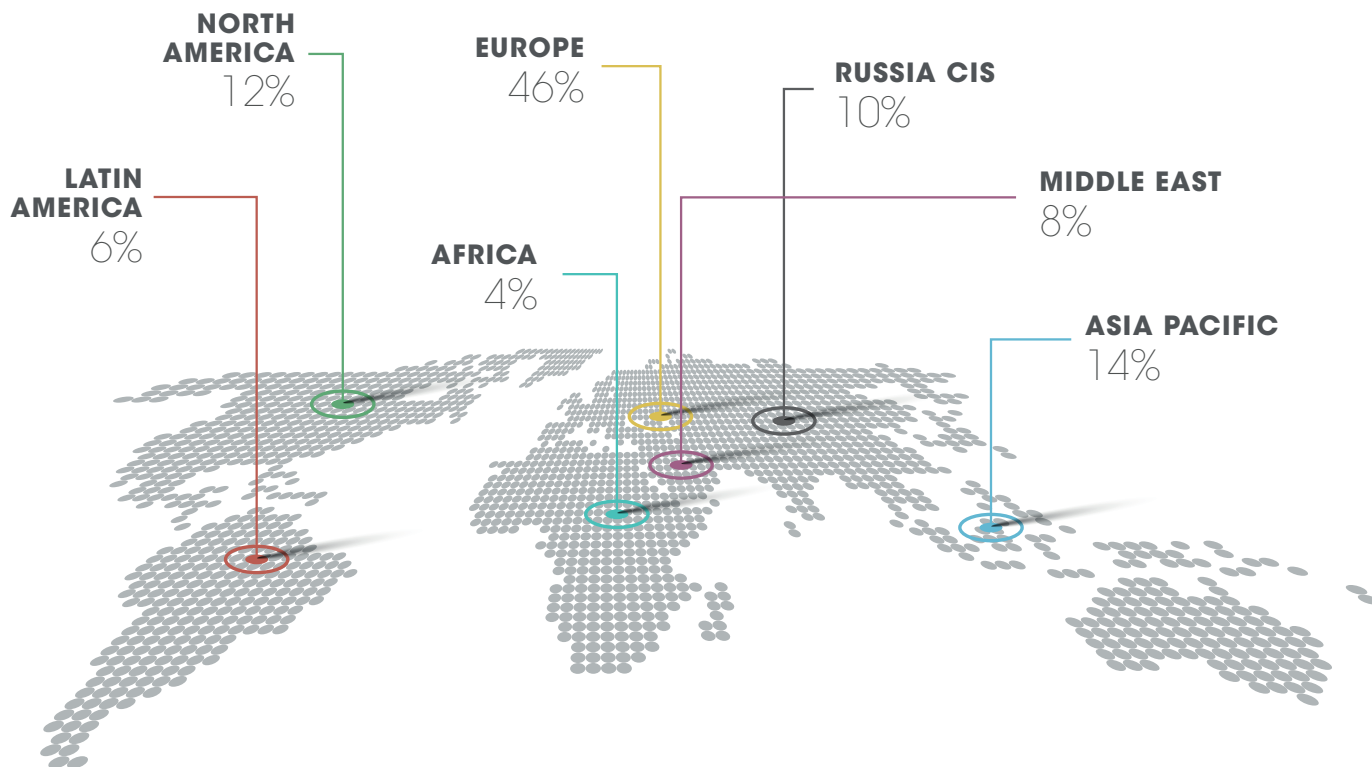 NORTH
AMERICA
12%
EUROPE
46%
RUSSIA CIS
10%
LATIN
AMERICA
6%
MIDDLE EAST
8%
AFRICA
4%
ASIA PACIFIC
14%